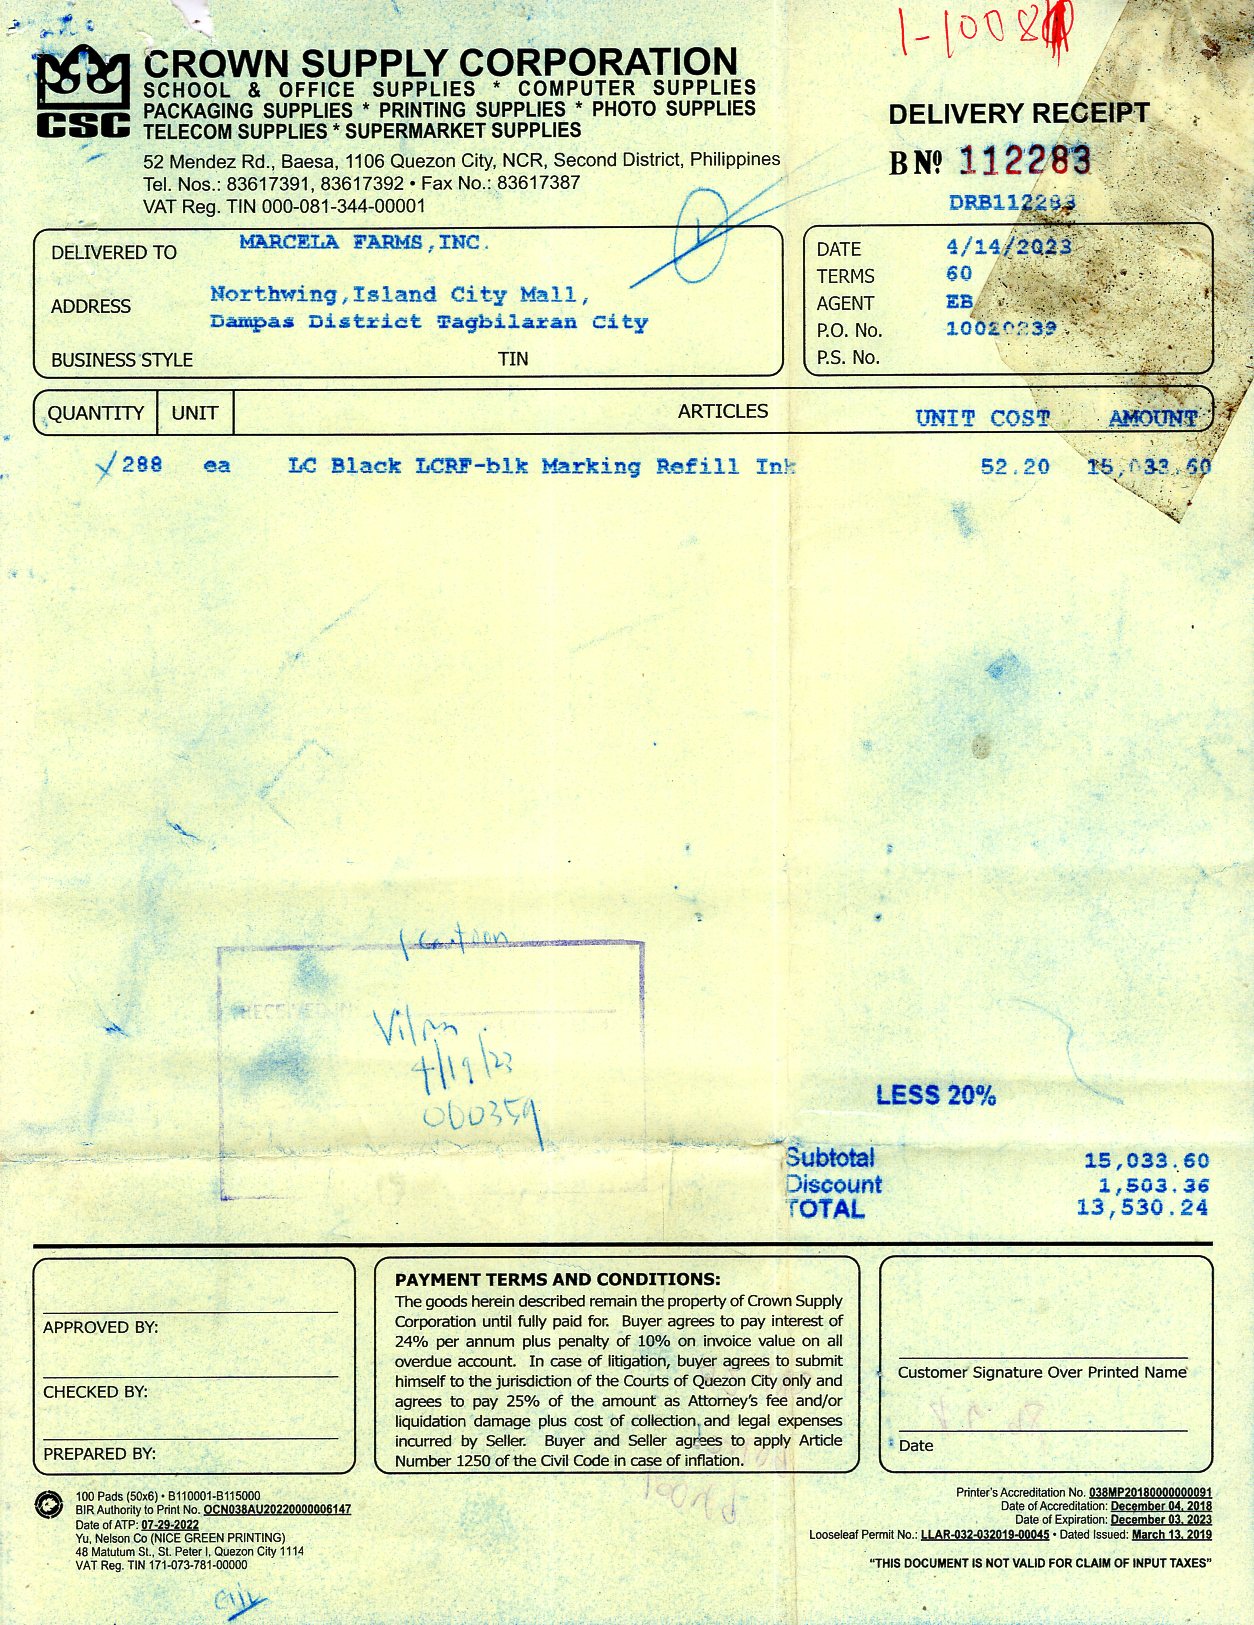 1-1008
CSC
CROWN SUPPLY CORPORATION
SCHOOL & OFFICE SUPPLIES * COMPUTER SUPPLIES
PACKAGING SUPPLIES * PRINTING SUPPLIES * PHOTO SUPPLIES
TELECOM SUPPLIES * SUPERMARKET SUPPLIES
52 Mendez Rd., Baesa, 1106 Quezon City, NCR, Second District, Philippines
Tel. Nos.: 83617391, 83617392 • Fax No.: 83617387
VAT Reg. TIN 000-081-344-00001
DELIVERY RECEIPT
B Nº 112283
DRB112283
DELIVERED TO MARCELA FARMS,INC.
ADDRESS Northwing,Island City Mall,
Dampas District Tagbilaran City
BUSINESS STYLE TIN
DATE 4/14/2023
TERMS 60
AGENT EB
P.O. No. 10020239
P.S. No.
QUANTITY UNIT ARTICLES UNIT COST AMOUNT
288 ea LC Black LCRF-blk Marking Refill Ink 52.20 15,033.60
1 Cartoon
RECEIVED IN
Vilma
4/19/23
000359
LESS 20%
Subtotal 15,033.60
Discount 1,503.36
TOTAL 13,530.24
APPROVED BY:
CHECKED BY:
PREPARED BY:
PAYMENT TERMS AND CONDITIONS:
The goods herein described remain the property of Crown Supply
Corporation until fully paid for. Buyer agrees to pay interest of
24% per annum plus penalty of 10% on invoice value on all
overdue account. In case of litigation, buyer agrees to submit
himself to the jurisdiction of the Courts of Quezon City only and
agrees to pay 25% of the amount as Attorney's fee and/or
liquidation damage plus cost of collection and legal expenses
incurred by Seller. Buyer and Seller agrees to apply Article
Number 1250 of the Civil Code in case of inflation.
Customer Signature Over Printed Name
Date
100 Pads (50x6) • B110001-B115000
BIR Authority to Print No. OCN038AU20220000006147
Date of ATP: 07-29-2022
Yu, Nelson Co (NICE GREEN PRINTING)
48 Matutum St., St. Peter I, Quezon City 1114
VAT Reg. TIN 171-073-781-00000
Printer's Accreditation No. 038MP20180000000091
Date of Accreditation: December 04, 2018
Date of Expiration: December 03, 2023
Looseleaf Permit No.: LLAR-032-032019-00045 • Dated Issued: March 13, 2019
"THIS DOCUMENT IS NOT VALID FOR CLAIM OF INPUT TAXES"